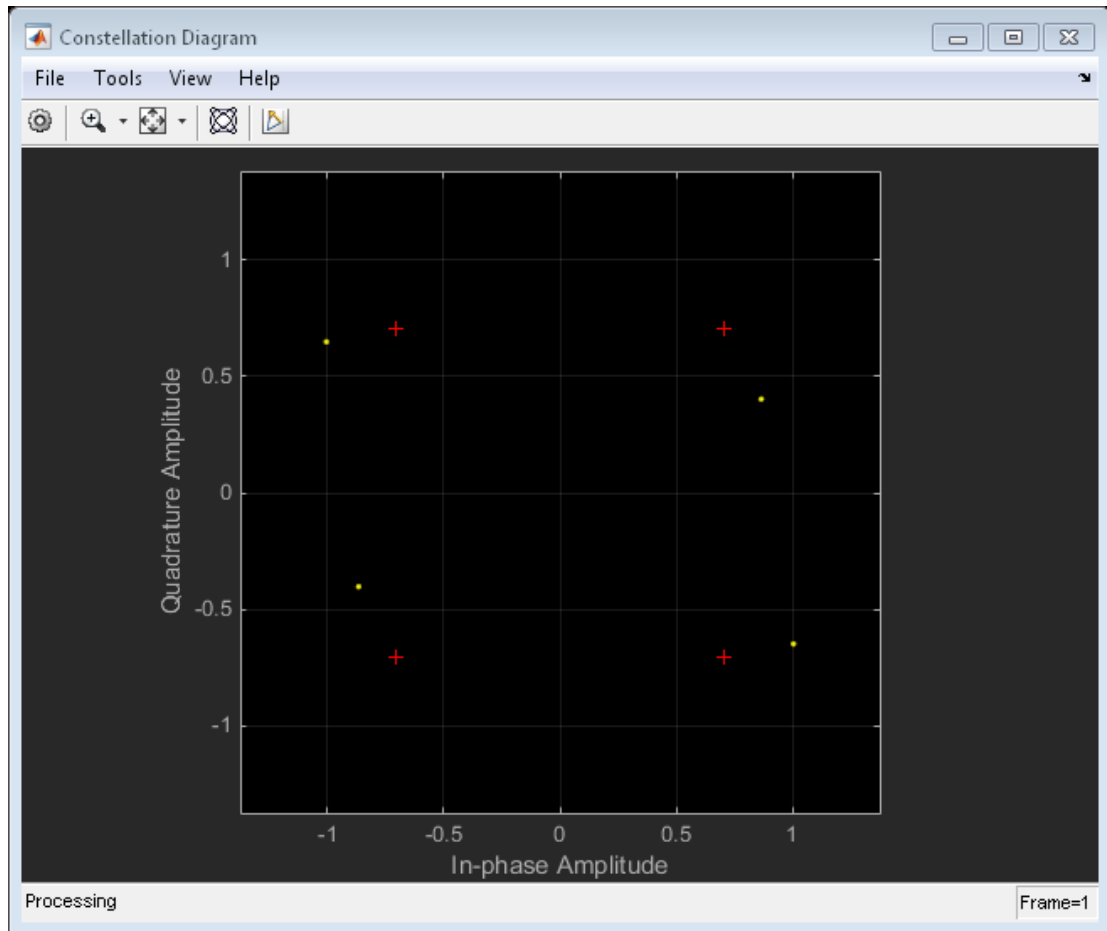 Constellation Diagram
File Tools View Help
1
0.5
0
-0.5
-1
Quadrature Amplitude
-1 -0.5 0 0.5 1
In-phase Amplitude
Processing Frame=1